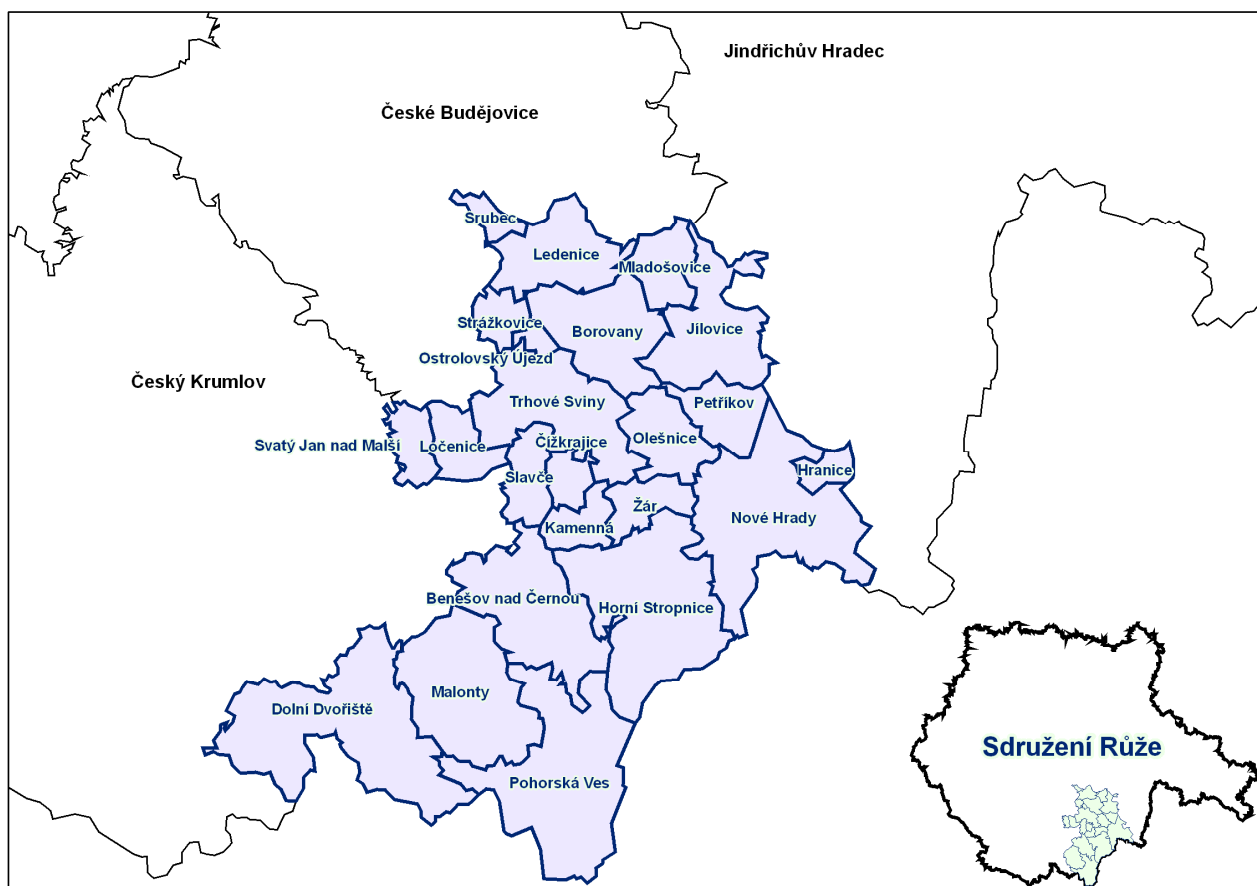 Jindřichův Hradec
České Budějovice
Srubec
Ledenice
Mladošovice
Strážkovice
Borovany
Jílovice
Ostrolovský Újezd
Český Krumlov
Trhové Sviny
Petříkov
Svatý Jan nad Malší
Ločenice
Čížkrajice
Olešnice
Slavče
Hranice
Žár
Kamenná
Nové Hrady
Benešov nad Černou
Horní Stropnice
Malonty
Dolní Dvořiště
Sdružení Růže
Pohorská Ves